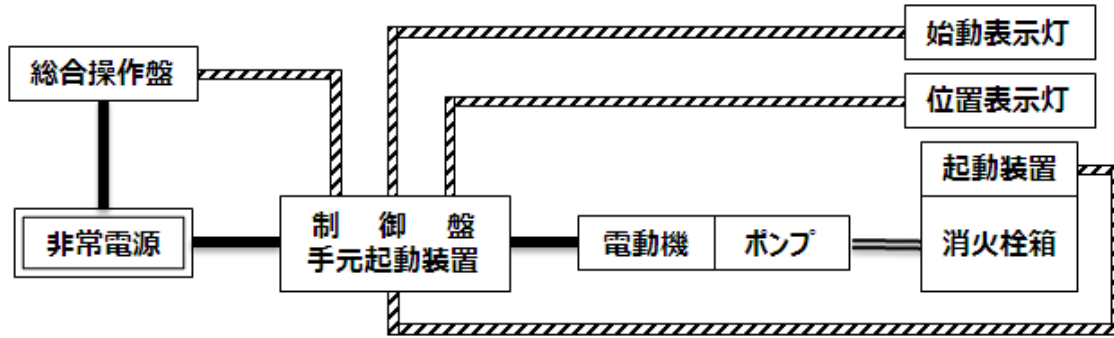 始動表示灯
総合操作盤
位置表示灯
起動装置
非常電源
制 御 盤
手元起動装置
電動機
ポンプ
消火栓箱